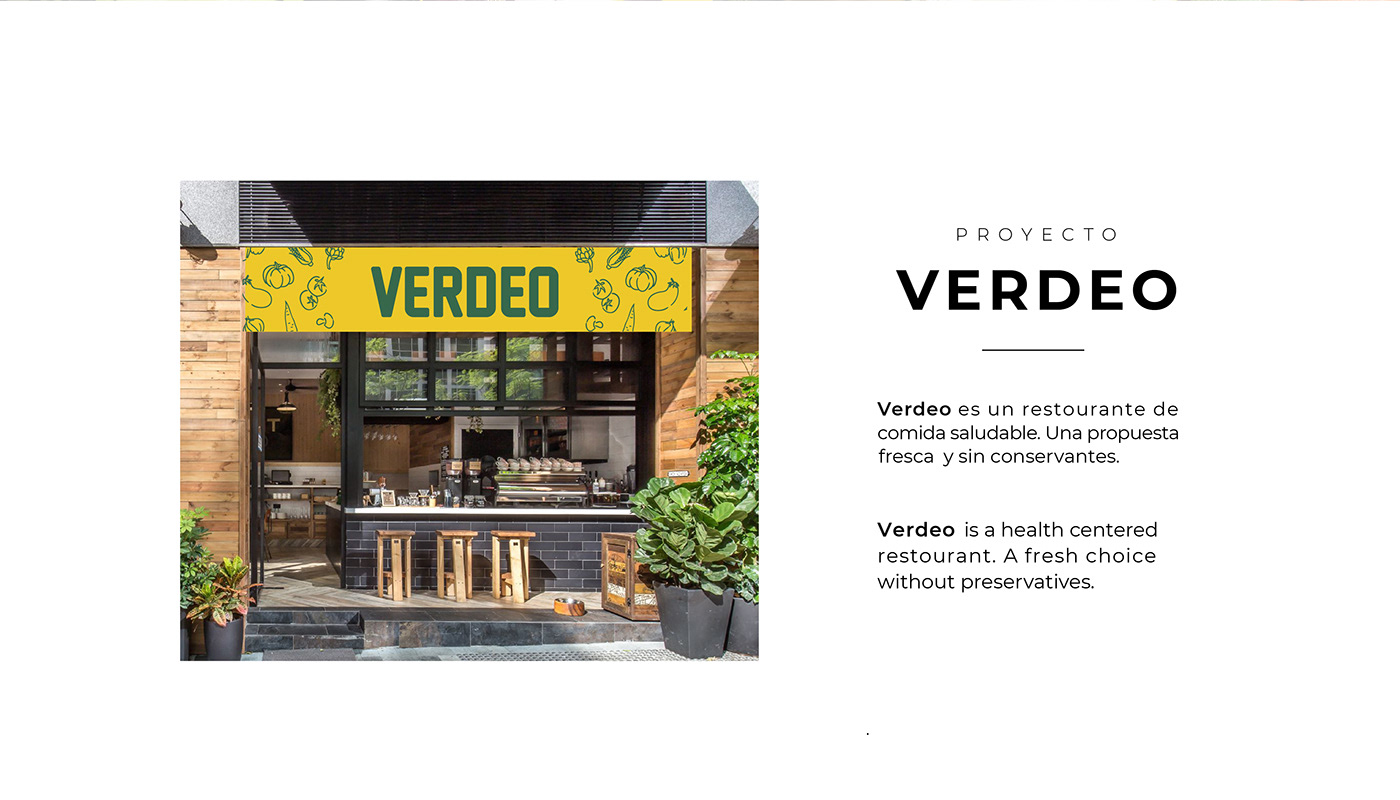 VERDEO
PROYECTO
VERDEO
Verdeo es un restourante de
comida saludable. Una propuesta
fresca y sin conservantes.
Verdeo is a health centered
restourant. A fresh choice
without preservatives.